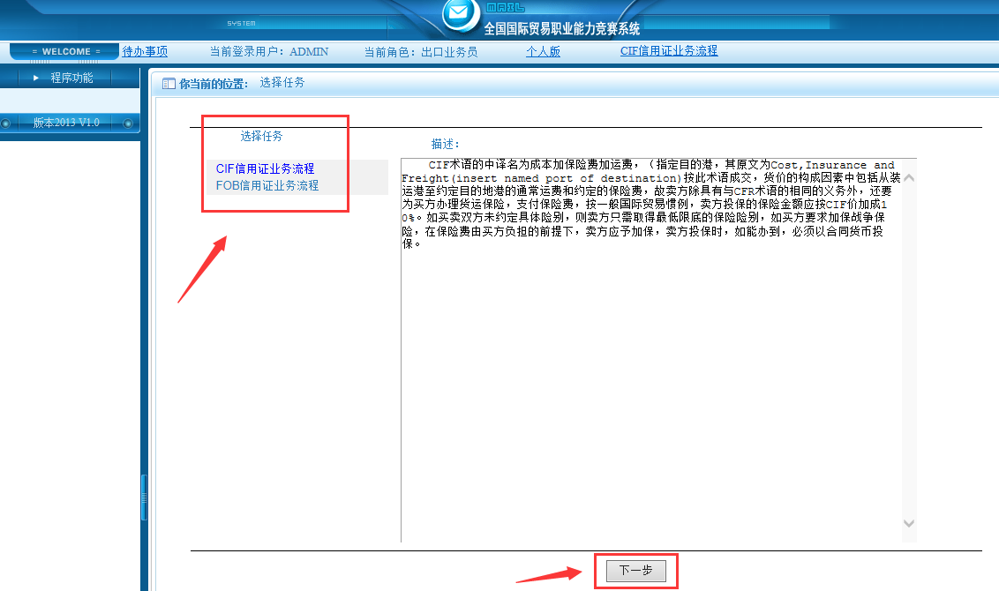 MAIL
SYSTEM
全国国际贸易职业能力竞赛系统
= WELCOME =
待办事项 当前登录用户：ADMIN 当前角色：出口业务员 个人版 CIF信用证业务流程
程序功能
你当前的位置： 选择任务
版本2013 V1.0
选择任务
CIF信用证业务流程
FOB信用证业务流程
描述：
CIF术语的中译名为成本加保险费加运费，（指定目的港，其原文为Cost,Insurance and
Freight(insert named port of destination)按此术语成交，货价的构成因素中包括从装
运港至约定目的地港的通常运费和约定的保险费，故卖方除具有与CFR术语的相同的义务外，还要
为买方办理货运保险，支付保险费，按一般国际贸易惯例，卖方投保的保险金额应按CIF价加成1
0%。如买卖双方未约定具体险别，则卖方只需取得最低限底的保险险别，如买方要求加保战争保
险，在保险费由买方负担的前提下，卖方应予加保，卖方投保时，如能办到，必须以合同货币投
保。
下一步